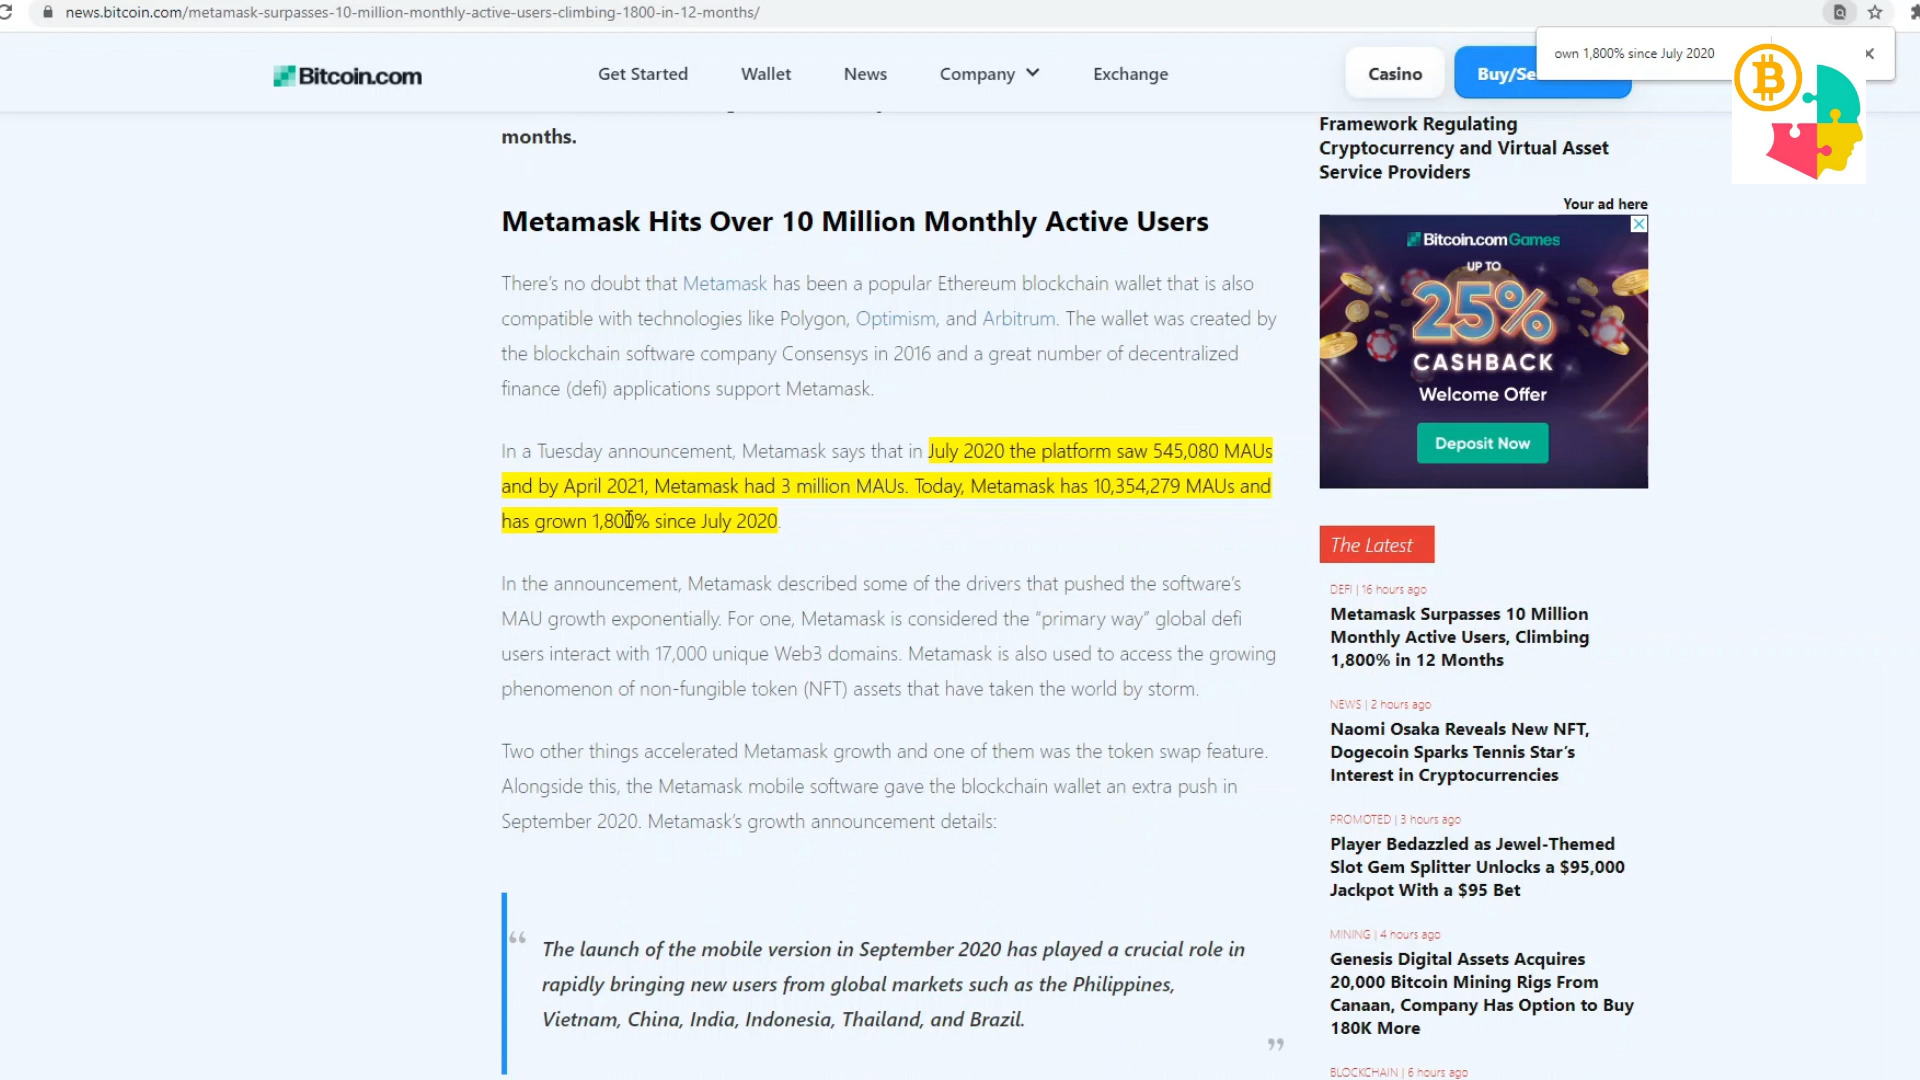 news.bitcoin.com/metamask-surpasses-10-million-monthly-active-users-climbing-1800-in-12-months/
own 1,800% since July 2020
Bitcoin.com
Get Started
Wallet
News
Company
Exchange
Casino
Buy/Se
months.
Metamask Hits Over 10 Million Monthly Active Users
There's no doubt that Metamask has been a popular Ethereum blockchain wallet that is also
compatible with technologies like Polygon, Optimism, and Arbitrum. The wallet was created by
the blockchain software company Consensys in 2016 and a great number of decentralized
finance (defi) applications support Metamask.
In a Tuesday announcement, Metamask says that in July 2020 the platform saw 545,080 MAUs
and by April 2021, Metamask had 3 million MAUs. Today, Metamask has 10,354,279 MAUs and
has grown 1,800% since July 2020.
In the announcement, Metamask described some of the drivers that pushed the software's
MAU growth exponentially. For one, Metamask is considered the “primary way” global defi
users interact with 17,000 unique Web3 domains. Metamask is also used to access the growing
phenomenon of non-fungible token (NFT) assets that have taken the world by storm.
Two other things accelerated Metamask growth and one of them was the token swap feature.
Alongside this, the Metamask mobile software gave the blockchain wallet an extra push in
September 2020. Metamask's growth announcement details:
“
The launch of the mobile version in September 2020 has played a crucial role in
rapidly bringing new users from global markets such as the Philippines,
Vietnam, China, India, Indonesia, Thailand, and Brazil.
”
Framework Regulating
Cryptocurrency and Virtual Asset
Service Providers
Your ad here
Bitcoin.com Games
UP TO
25%
CASHBACK
Welcome Offer
Deposit Now
The Latest
DEFI | 16 hours ago
Metamask Surpasses 10 Million
Monthly Active Users, Climbing
1,800% in 12 Months
NEWS | 2 hours ago
Naomi Osaka Reveals New NFT,
Dogecoin Sparks Tennis Star's
Interest in Cryptocurrencies
PROMOTED | 3 hours ago
Player Bedazzled as Jewel-Themed
Slot Gem Splitter Unlocks a $95,000
Jackpot With a $95 Bet
MINING | 4 hours ago
Genesis Digital Assets Acquires
20,000 Bitcoin Mining Rigs From
Canaan, Company Has Option to Buy
180K More
BLOCKCHAIN | 6 hours ago